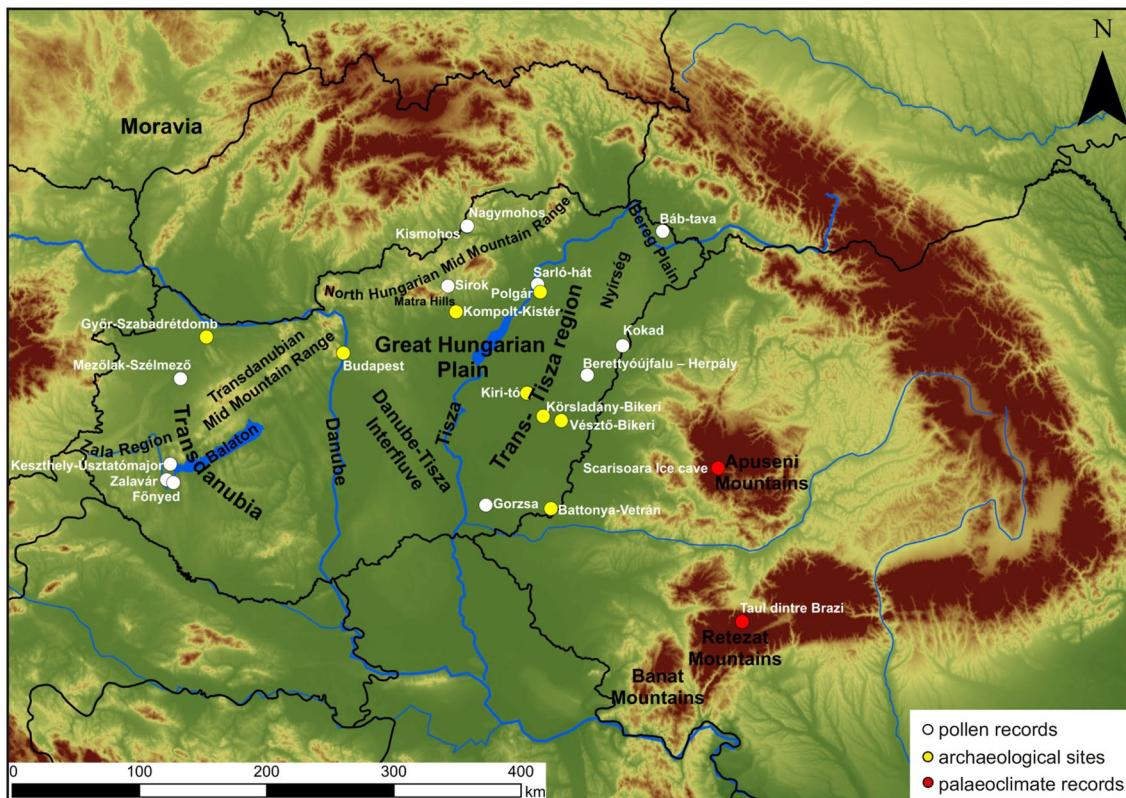 N
Moravia
Nagymohos
Kismohos
North Hungarian Mid Mountain Range
Báb-tava
Bereg Plain
Sarló-hát
Polgár
Sirok
Matra Hills
Kompolt-Kistér
Nyírség
Győr-Szabadrétdomb
Mezőlak-Szélmező
Transdanubian
Mid Mountain Range
Budapest
Great Hungarian
Plain
Trans- Tisza region
Kokad
Berettyóújfalu – Herpály
Kiri-tó
Körsladány-Bikeri
Vésztő-Bikeri
Zala Region
Transdanubia
Balaton
Danube
Danube-Tisza
Interfluve
Tisza
Keszthely-Úsztatómajor
Zalavár
Főnyed
Scarisoara Ice cave
Apuseni
Mountains
Gorzsa
Battonya-Vetrán
Taul dintre Brazi
Retezat
Mountains
Banat
Mountains
pollen records
archaeological sites
palaeoclimate records
0 100 200 300 400
km